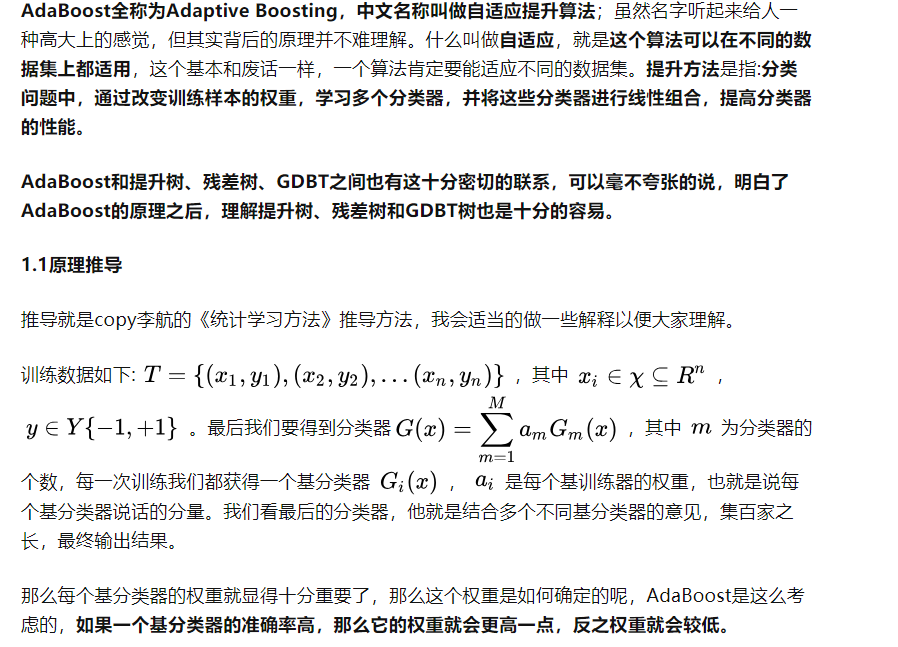 AdaBoost全称为Adaptive Boosting，中文名称叫做自适应提升算法；虽然名字听起来给人一
种高大上的感觉，但其实背后的原理并不难理解。什么叫做自适应，就是这个算法可以在不同的数
据集上都适用，这个基本和废话一样，一个算法肯定要能适应不同的数据集。提升方法是指:分类
问题中，通过改变训练样本的权重，学习多个分类器，并将这些分类器进行线性组合，提高分类器
的性能。
AdaBoost和提升树、残差树、GDBT之间也有这十分密切的联系，可以毫不夸张的说，明白了
AdaBoost的原理之后，理解提升树、残差树和GDBT树也是十分的容易。
1.1原理推导
推导就是copy李航的《统计学习方法》推导方法，我会适当的做一些解释以便大家理解。
训练数据如下: T = {(x₁, y₁), (x₂, y₂), … (xₙ, yₙ)} ，其中 xᵢ ∈ χ ⊆ Rⁿ ，
y ∈ Y{−1, +1} 。最后我们要得到分类器 G(x) = ∑_{m=1}^{M} aₘGₘ(x) ，其中 m 为分类器的
个数，每一次训练我们都获得一个基分类器 Gᵢ(x) ， aᵢ 是每个基训练器的权重，也就是说每
个基分类器说话的分量。我们看最后的分类器，他就是结合多个不同基分类器的意见，集百家之
长，最终输出结果。
那么每个基分类器的权重就显得十分重要了，那么这个权重是如何确定的呢，AdaBoost是这么考
虑的，如果一个基分类器的准确率高，那么它的权重就会更高一点，反之权重就会较低。